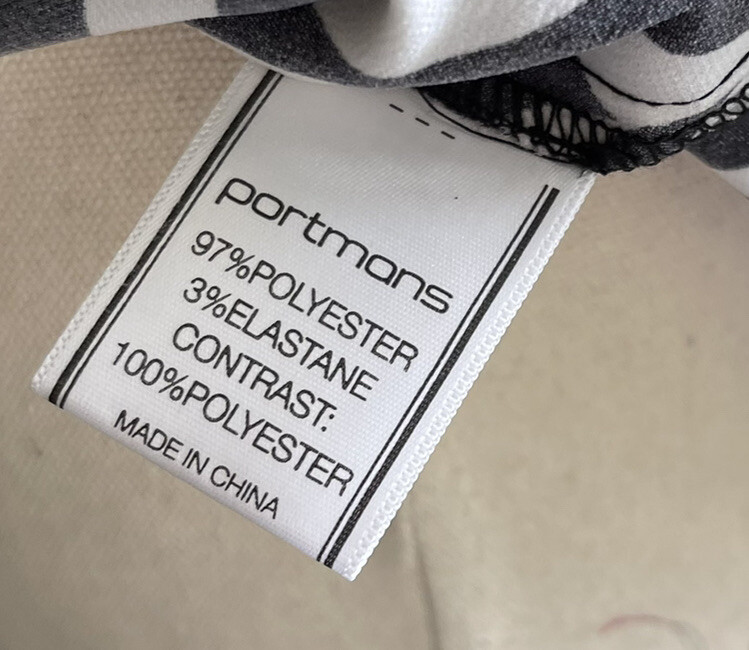 portmans
97%POLYESTER
3%ELASTANE
CONTRAST:
100%POLYESTER
MADE IN CHINA